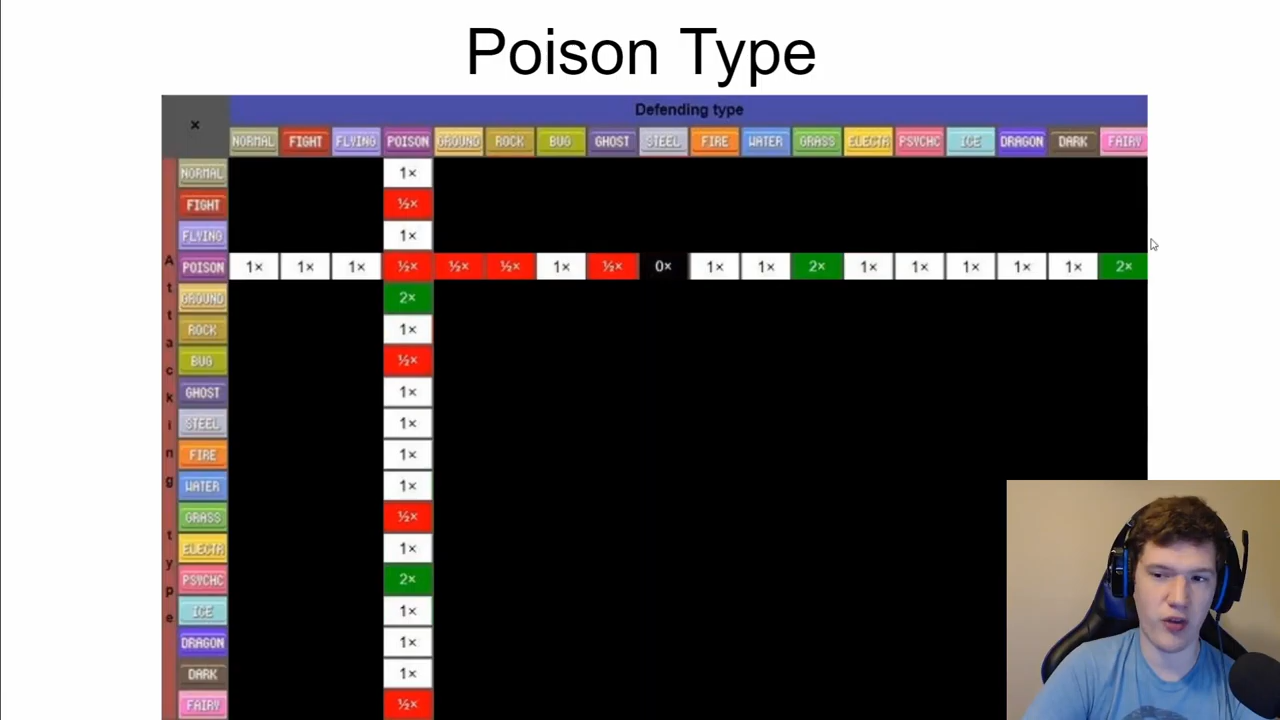 Poison Type
× Defending type
NORMAL FIGHT FLYING POISON GROUND ROCK BUG GHOST STEEL FIRE WATER GRASS ELECTR PSYCHC ICE DRAGON DARK FAIRY
Attacking type
NORMAL 1×
FIGHT ½×
FLYING 1×
POISON 1× 1× 1× ½× ½× ½× 1× ½× 0× 1× 1× 2× 1× 1× 1× 1× 1× 2×
GROUND 2×
ROCK 1×
BUG ½×
GHOST 1×
STEEL 1×
FIRE 1×
WATER 1×
GRASS ½×
ELECTR 1×
PSYCHC 2×
ICE 1×
DRAGON 1×
DARK 1×
FAIRY ½×